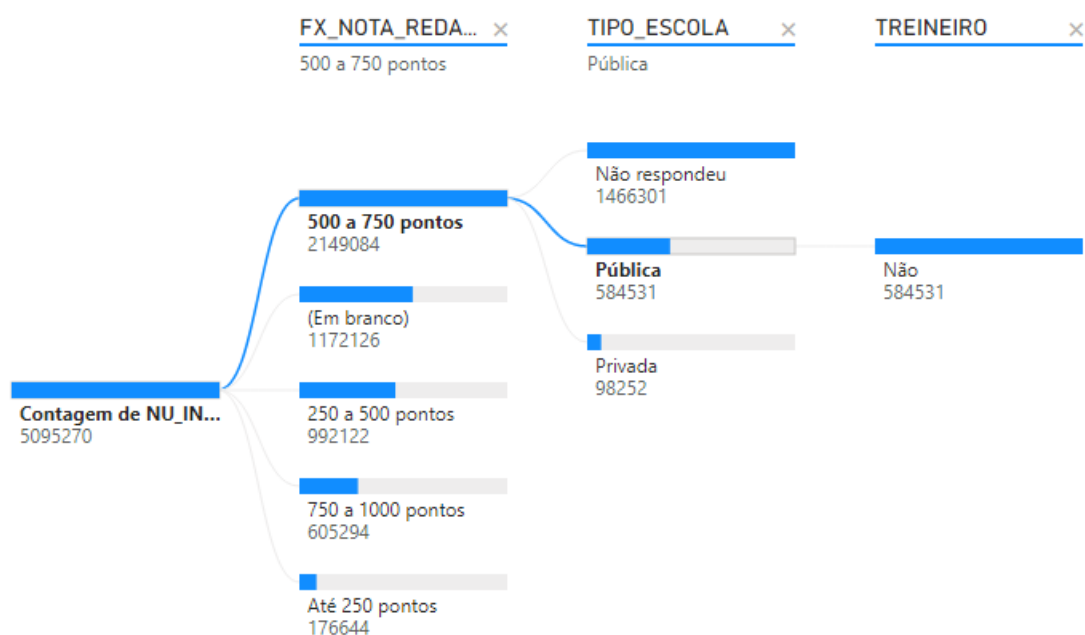 FX_NOTA_REDA... ×
500 a 750 pontos
TIPO_ESCOLA ×
Pública
TREINEIRO ×
Contagem de NU_IN...
5095270
500 a 750 pontos
2149084
(Em branco)
1172126
250 a 500 pontos
992122
750 a 1000 pontos
605294
Até 250 pontos
176644
Não respondeu
1466301
Pública
584531
Privada
98252
Não
584531